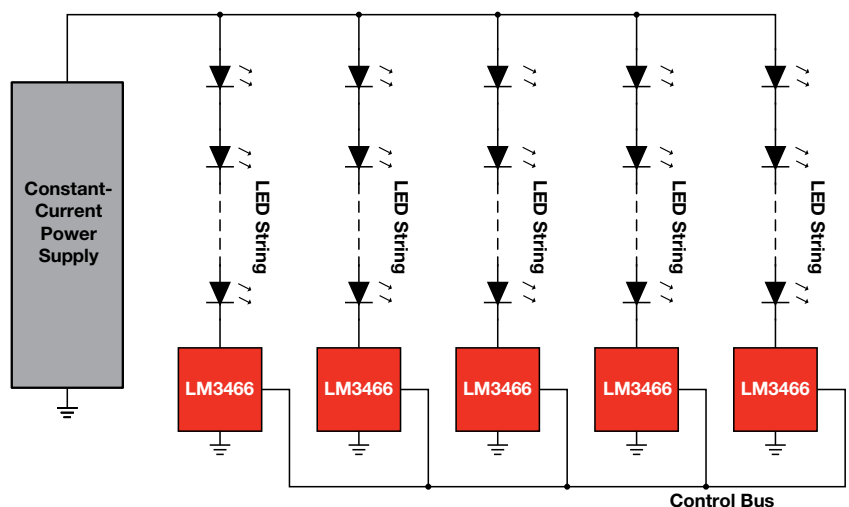 Constant-
Current
Power
Supply
LED String
LED String
LED String
LED String
LED String
LM3466
LM3466
LM3466
LM3466
LM3466
Control Bus